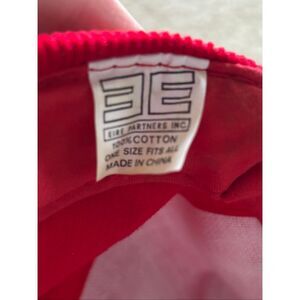 EIRE PARTNERS INC.
100% COTTON
ONE SIZE FITS ALL
MADE IN CHINA